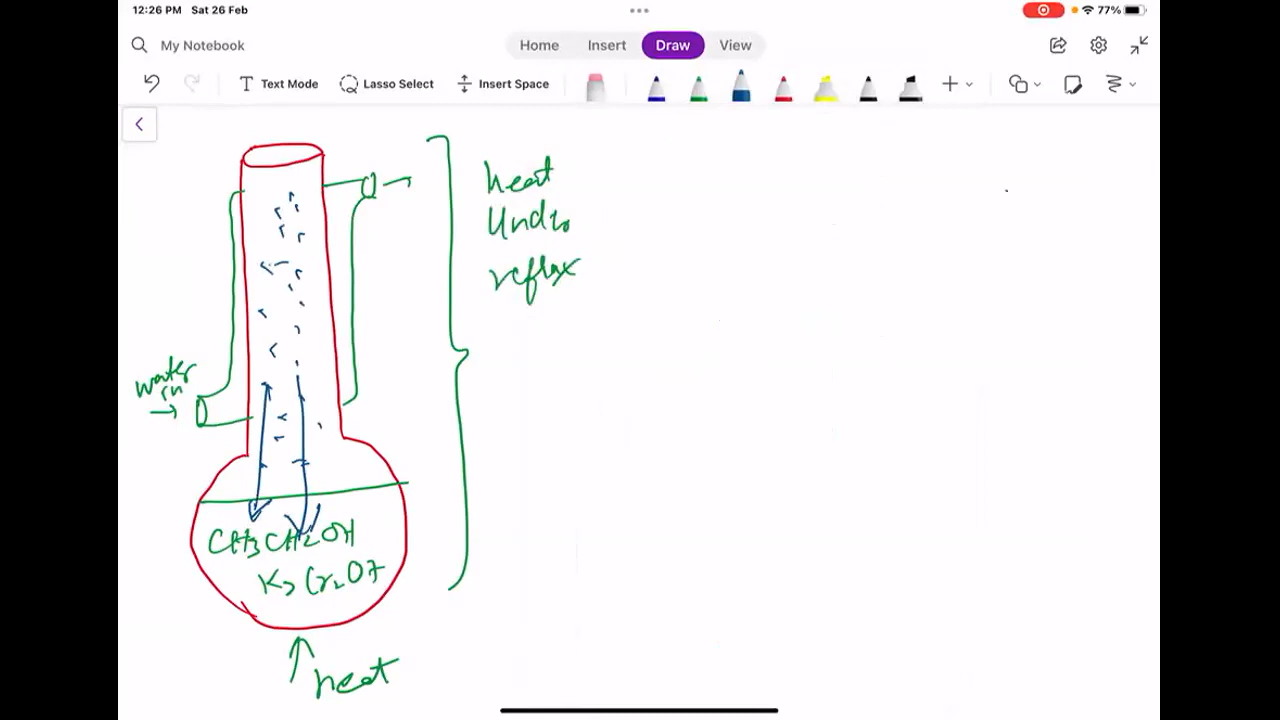 12:26 PM Sat 26 Feb
77%
My Notebook
Home Insert Draw View
Text Mode Lasso Select Insert Space
heat
Under
reflux
water
in
CH3CH2OH
K2Cr2O7
heat